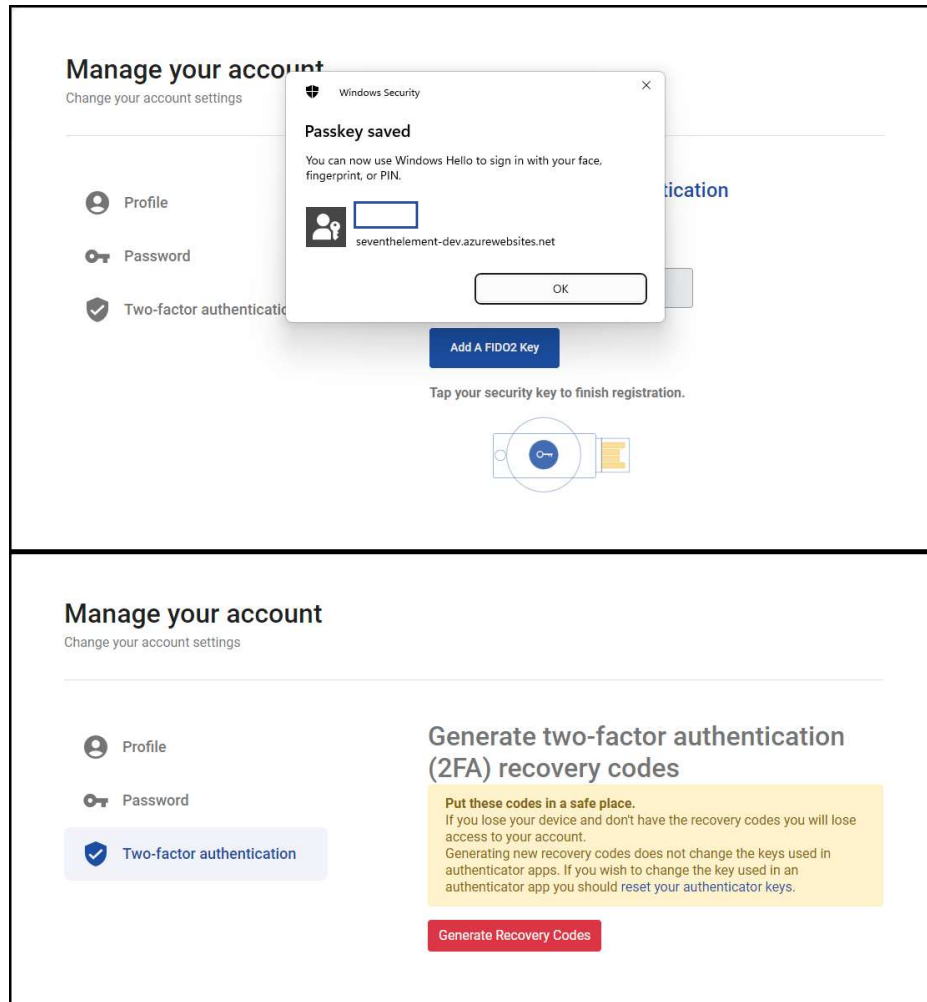 Manage your account
Change your account settings
Windows Security
Passkey saved
You can now use Windows Hello to sign in with your face,
fingerprint, or PIN.
seventhelement-dev.azurewebsites.net
OK
Profile
Password
Two-factor authenticatic
tication
Add A FIDO2 Key
Tap your security key to finish registration.
Manage your account
Change your account settings
Profile
Password
Two-factor authentication
Generate two-factor authentication
(2FA) recovery codes
Put these codes in a safe place.
If you lose your device and don't have the recovery codes you will lose
access to your account.
Generating new recovery codes does not change the keys used in
authenticator apps. If you wish to change the key used in an
authenticator app you should reset your authenticator keys.
Generate Recovery Codes